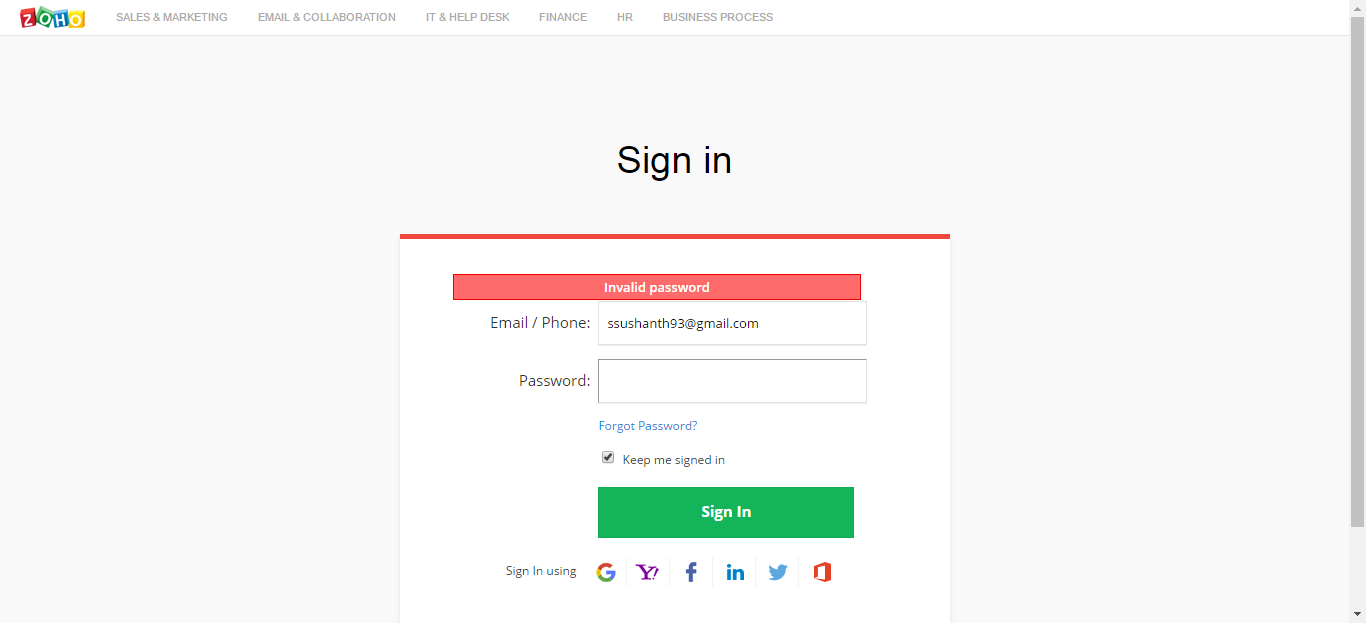 ZOHO SALES & MARKETING EMAIL & COLLABORATION IT & HELP DESK FINANCE HR BUSINESS PROCESS
Sign in
Invalid password
Email / Phone: ssushanth93@gmail.com
Password:
Forgot Password?
Keep me signed in
Sign In
Sign In using G Y! f in